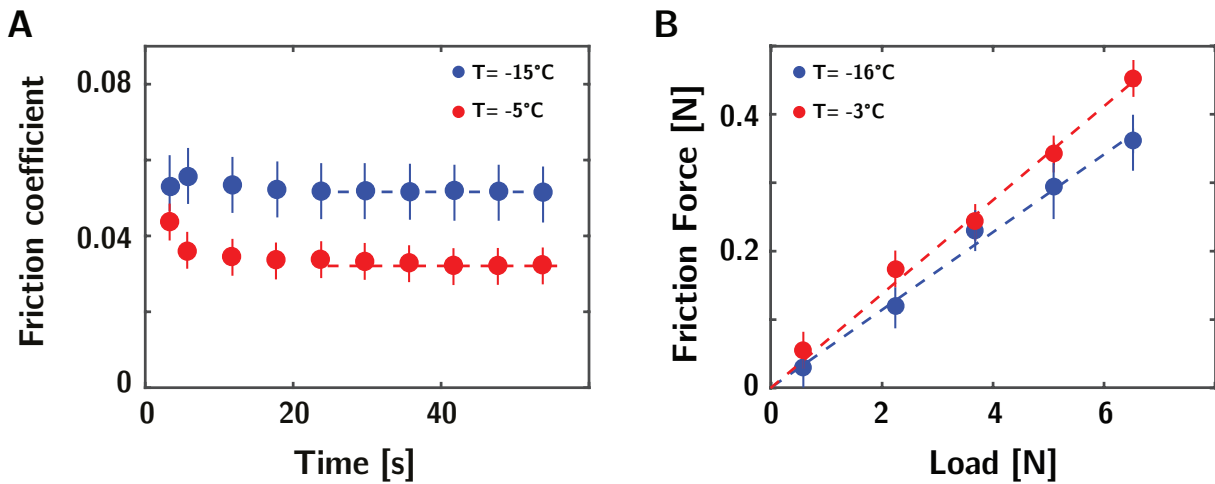 A
Friction coefficient
0.08
0.04
0
T= -15°C
T= -5°C
0
20
40
Time [s]
B
Friction Force [N]
0.4
0.2
0
T= -16°C
T= -3°C
0
2
4
6
Load [N]